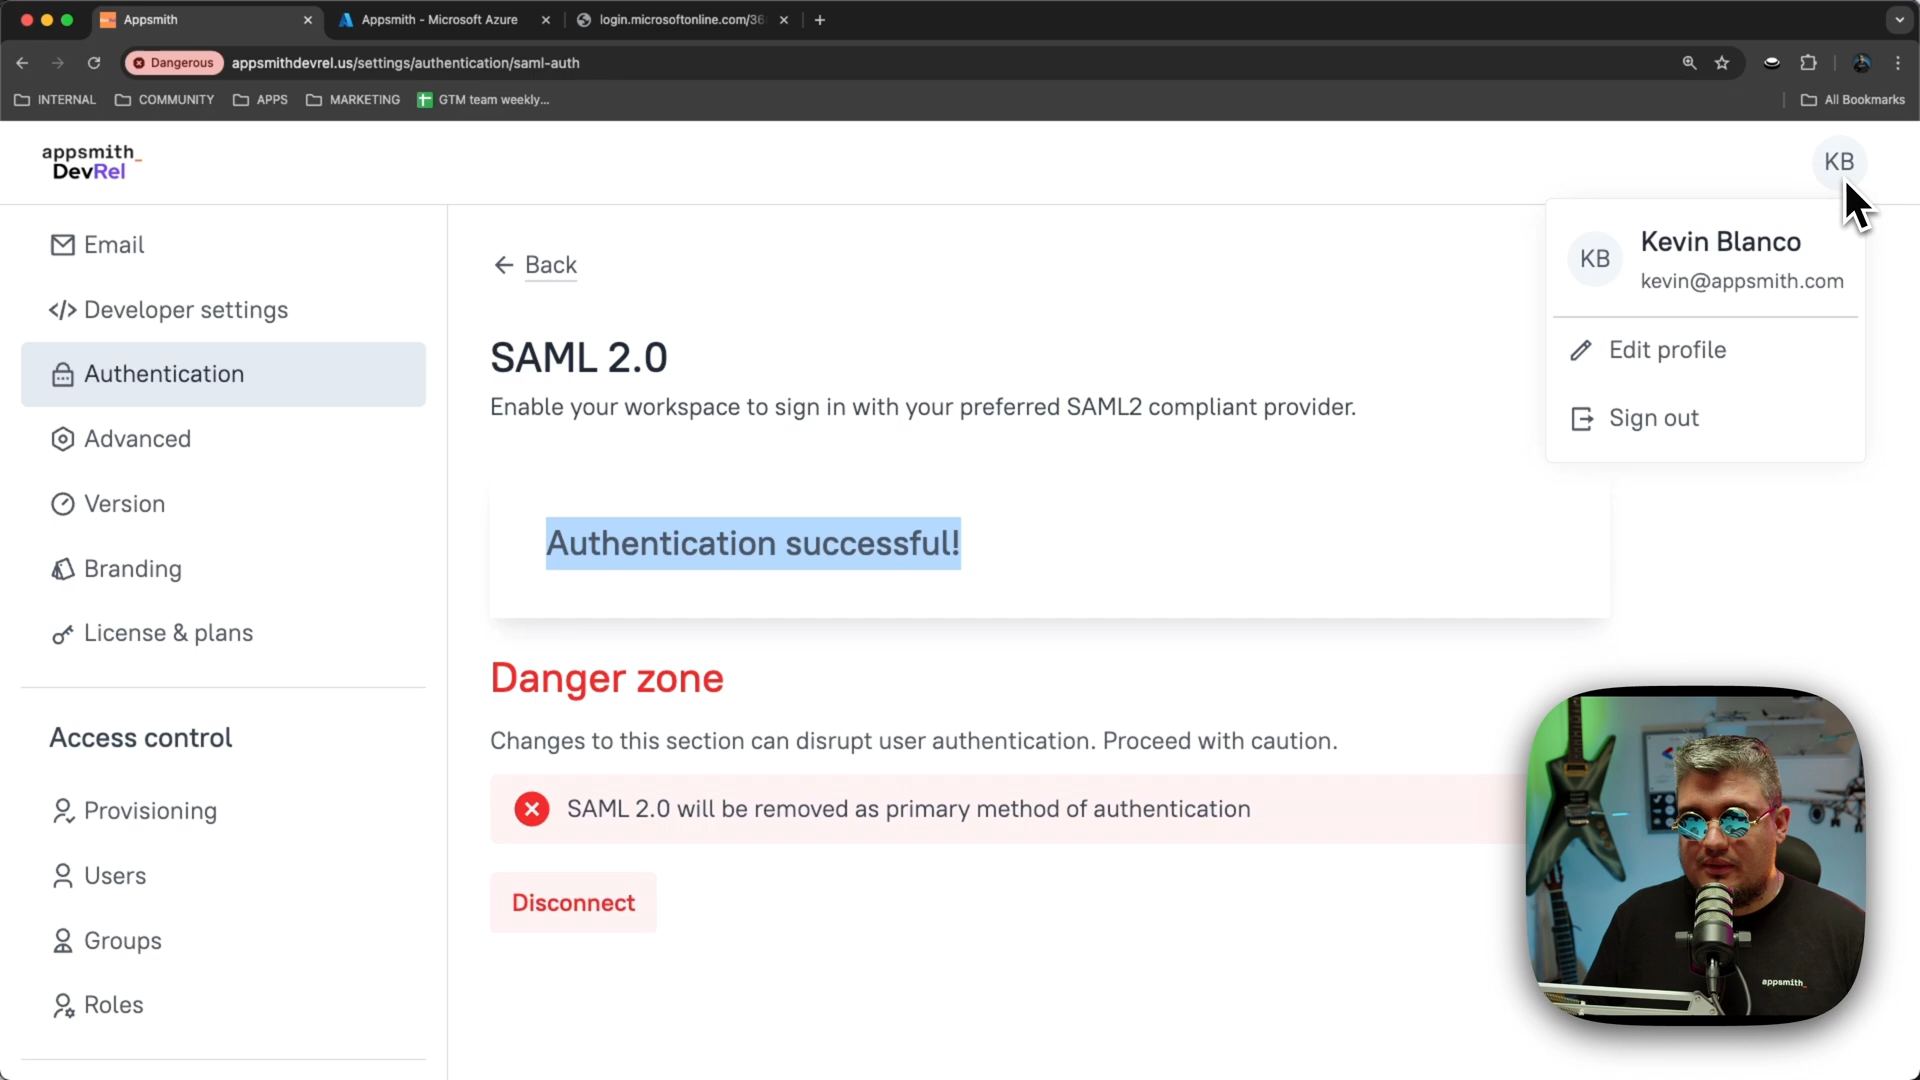 Appsmith
Appsmith - Microsoft Azure
login.microsoftonline.com/36
Dangerous
appsmithdevrel.us/settings/authentication/saml-auth
INTERNAL
COMMUNITY
APPS
MARKETING
GTM team weekly...
All Bookmarks
appsmith_
DevRel
KB
KB
Kevin Blanco
kevin@appsmith.com
Edit profile
Sign out
Email
Developer settings
Authentication
Advanced
Version
Branding
License & plans
Access control
Provisioning
Users
Groups
Roles
Back
SAML 2.0
Enable your workspace to sign in with your preferred SAML2 compliant provider.
Authentication successful!
Danger zone
Changes to this section can disrupt user authentication. Proceed with caution.
SAML 2.0 will be removed as primary method of authentication
Disconnect
appsmith_